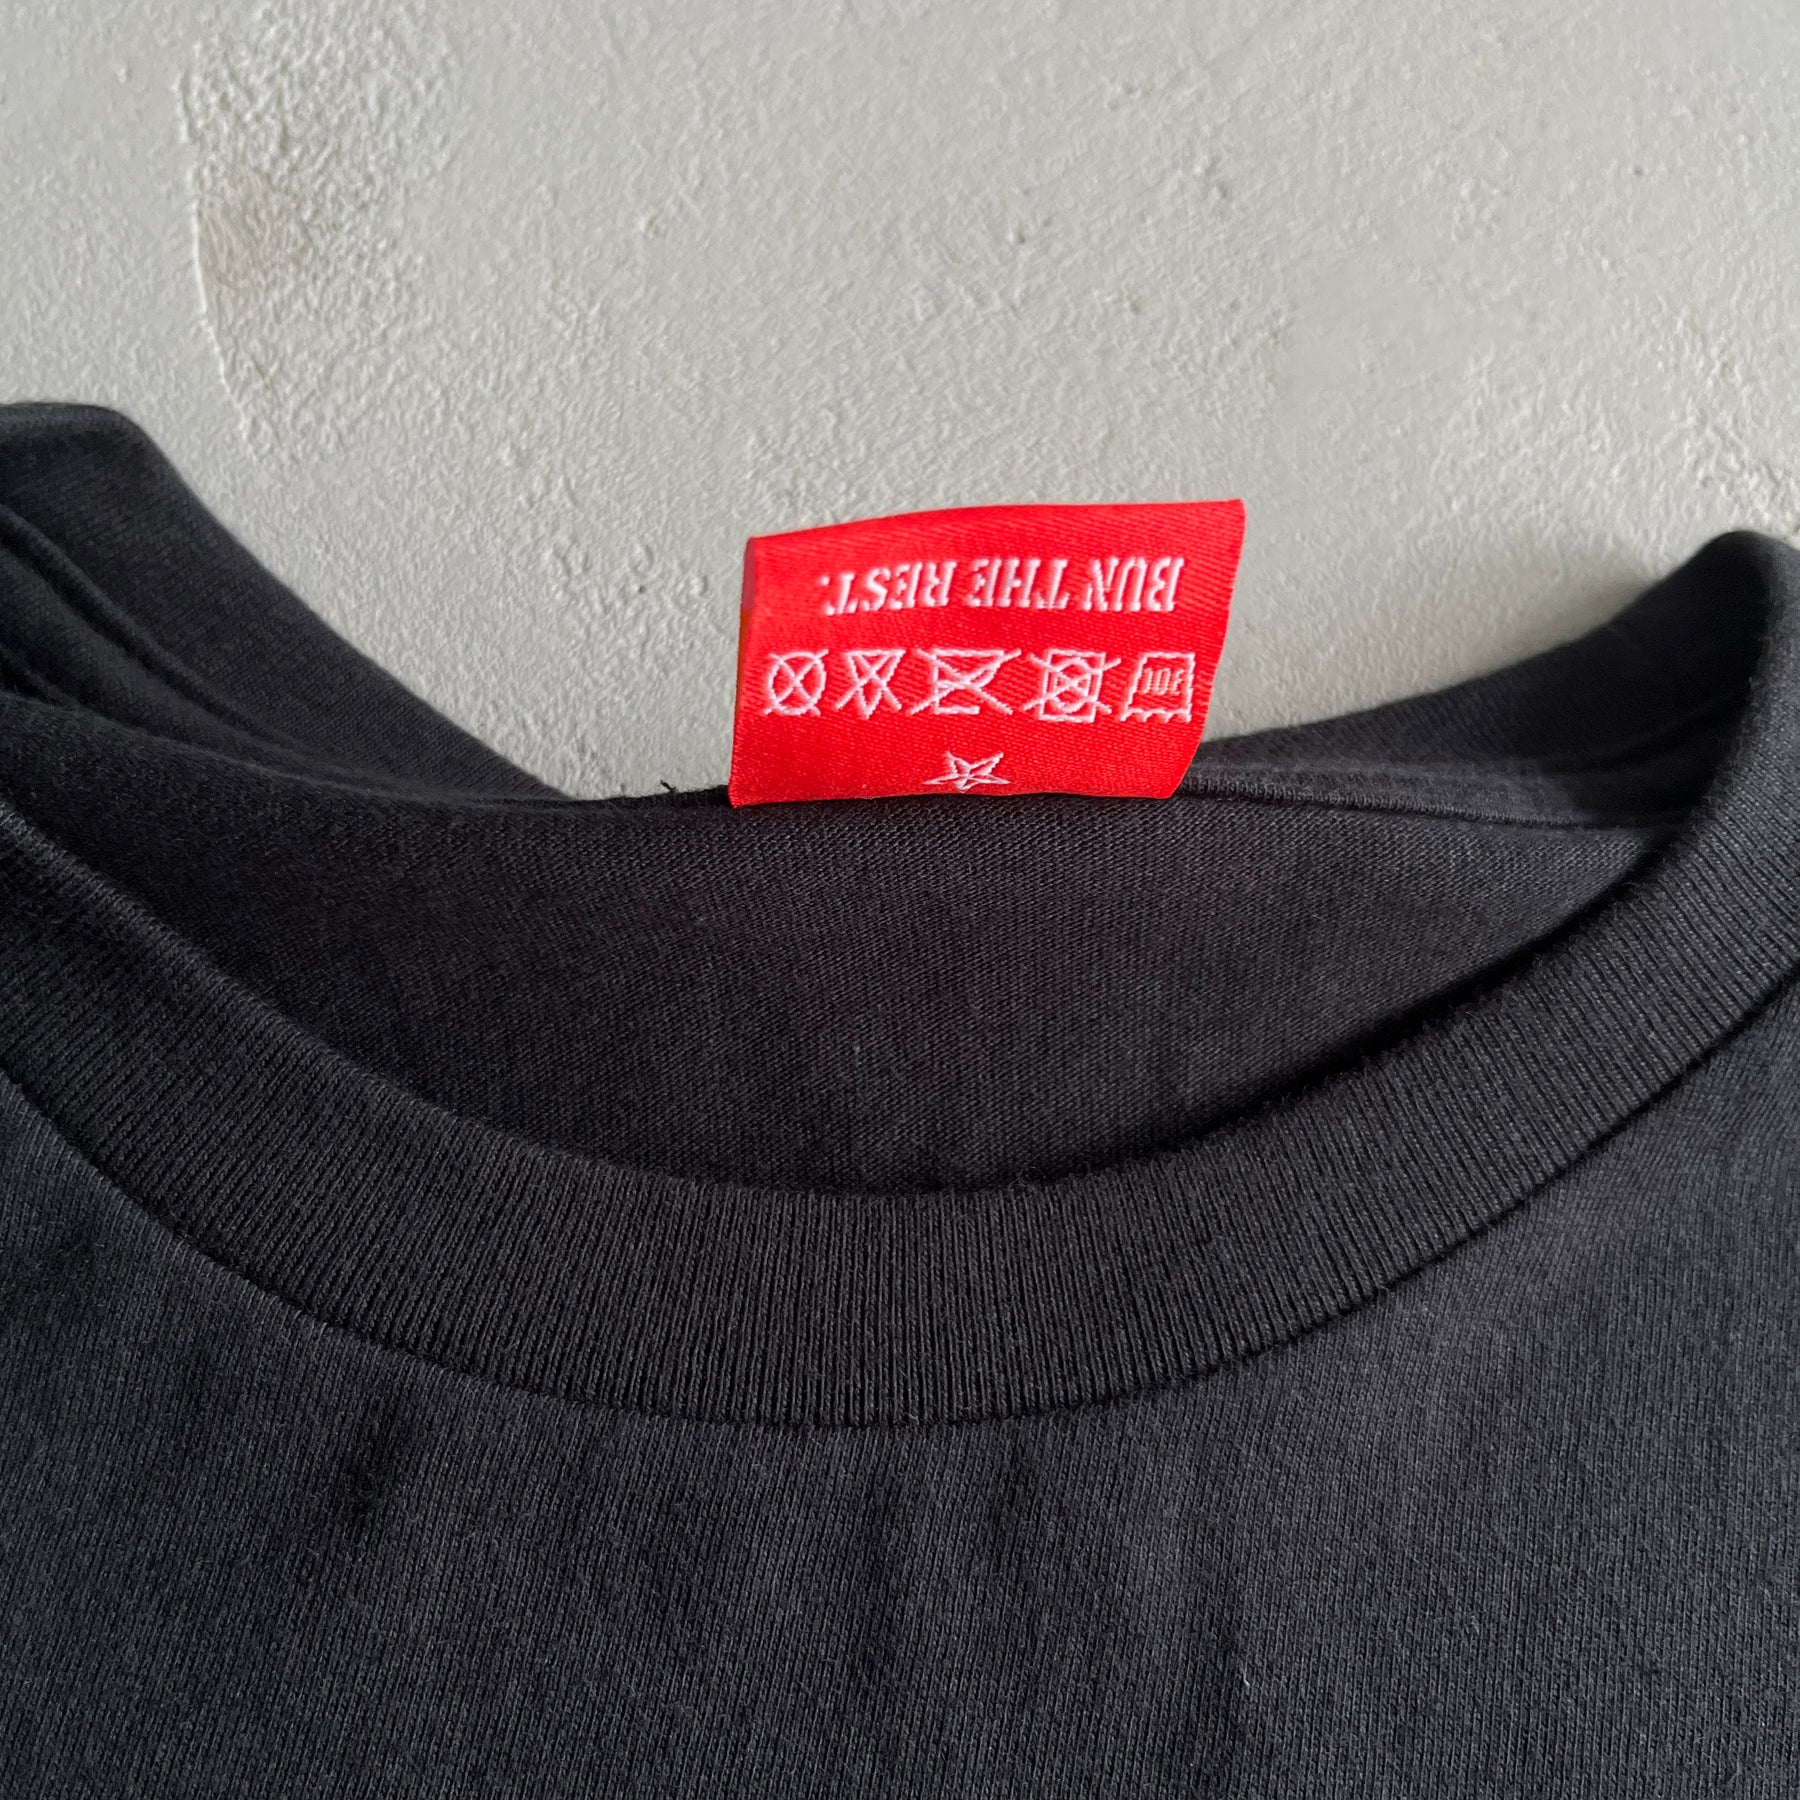 BUN THE REST.